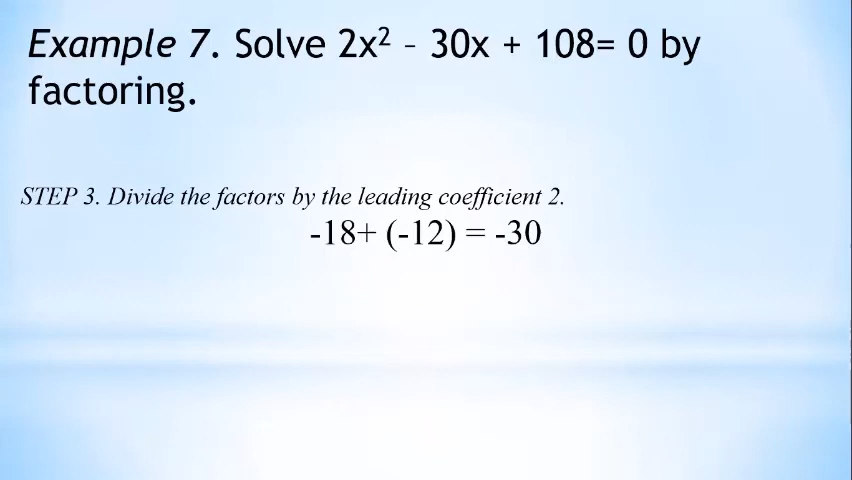 Example 7. Solve 2x² – 30x + 108= 0 by
factoring.
STEP 3. Divide the factors by the leading coefficient 2.
-18+ (-12) = -30